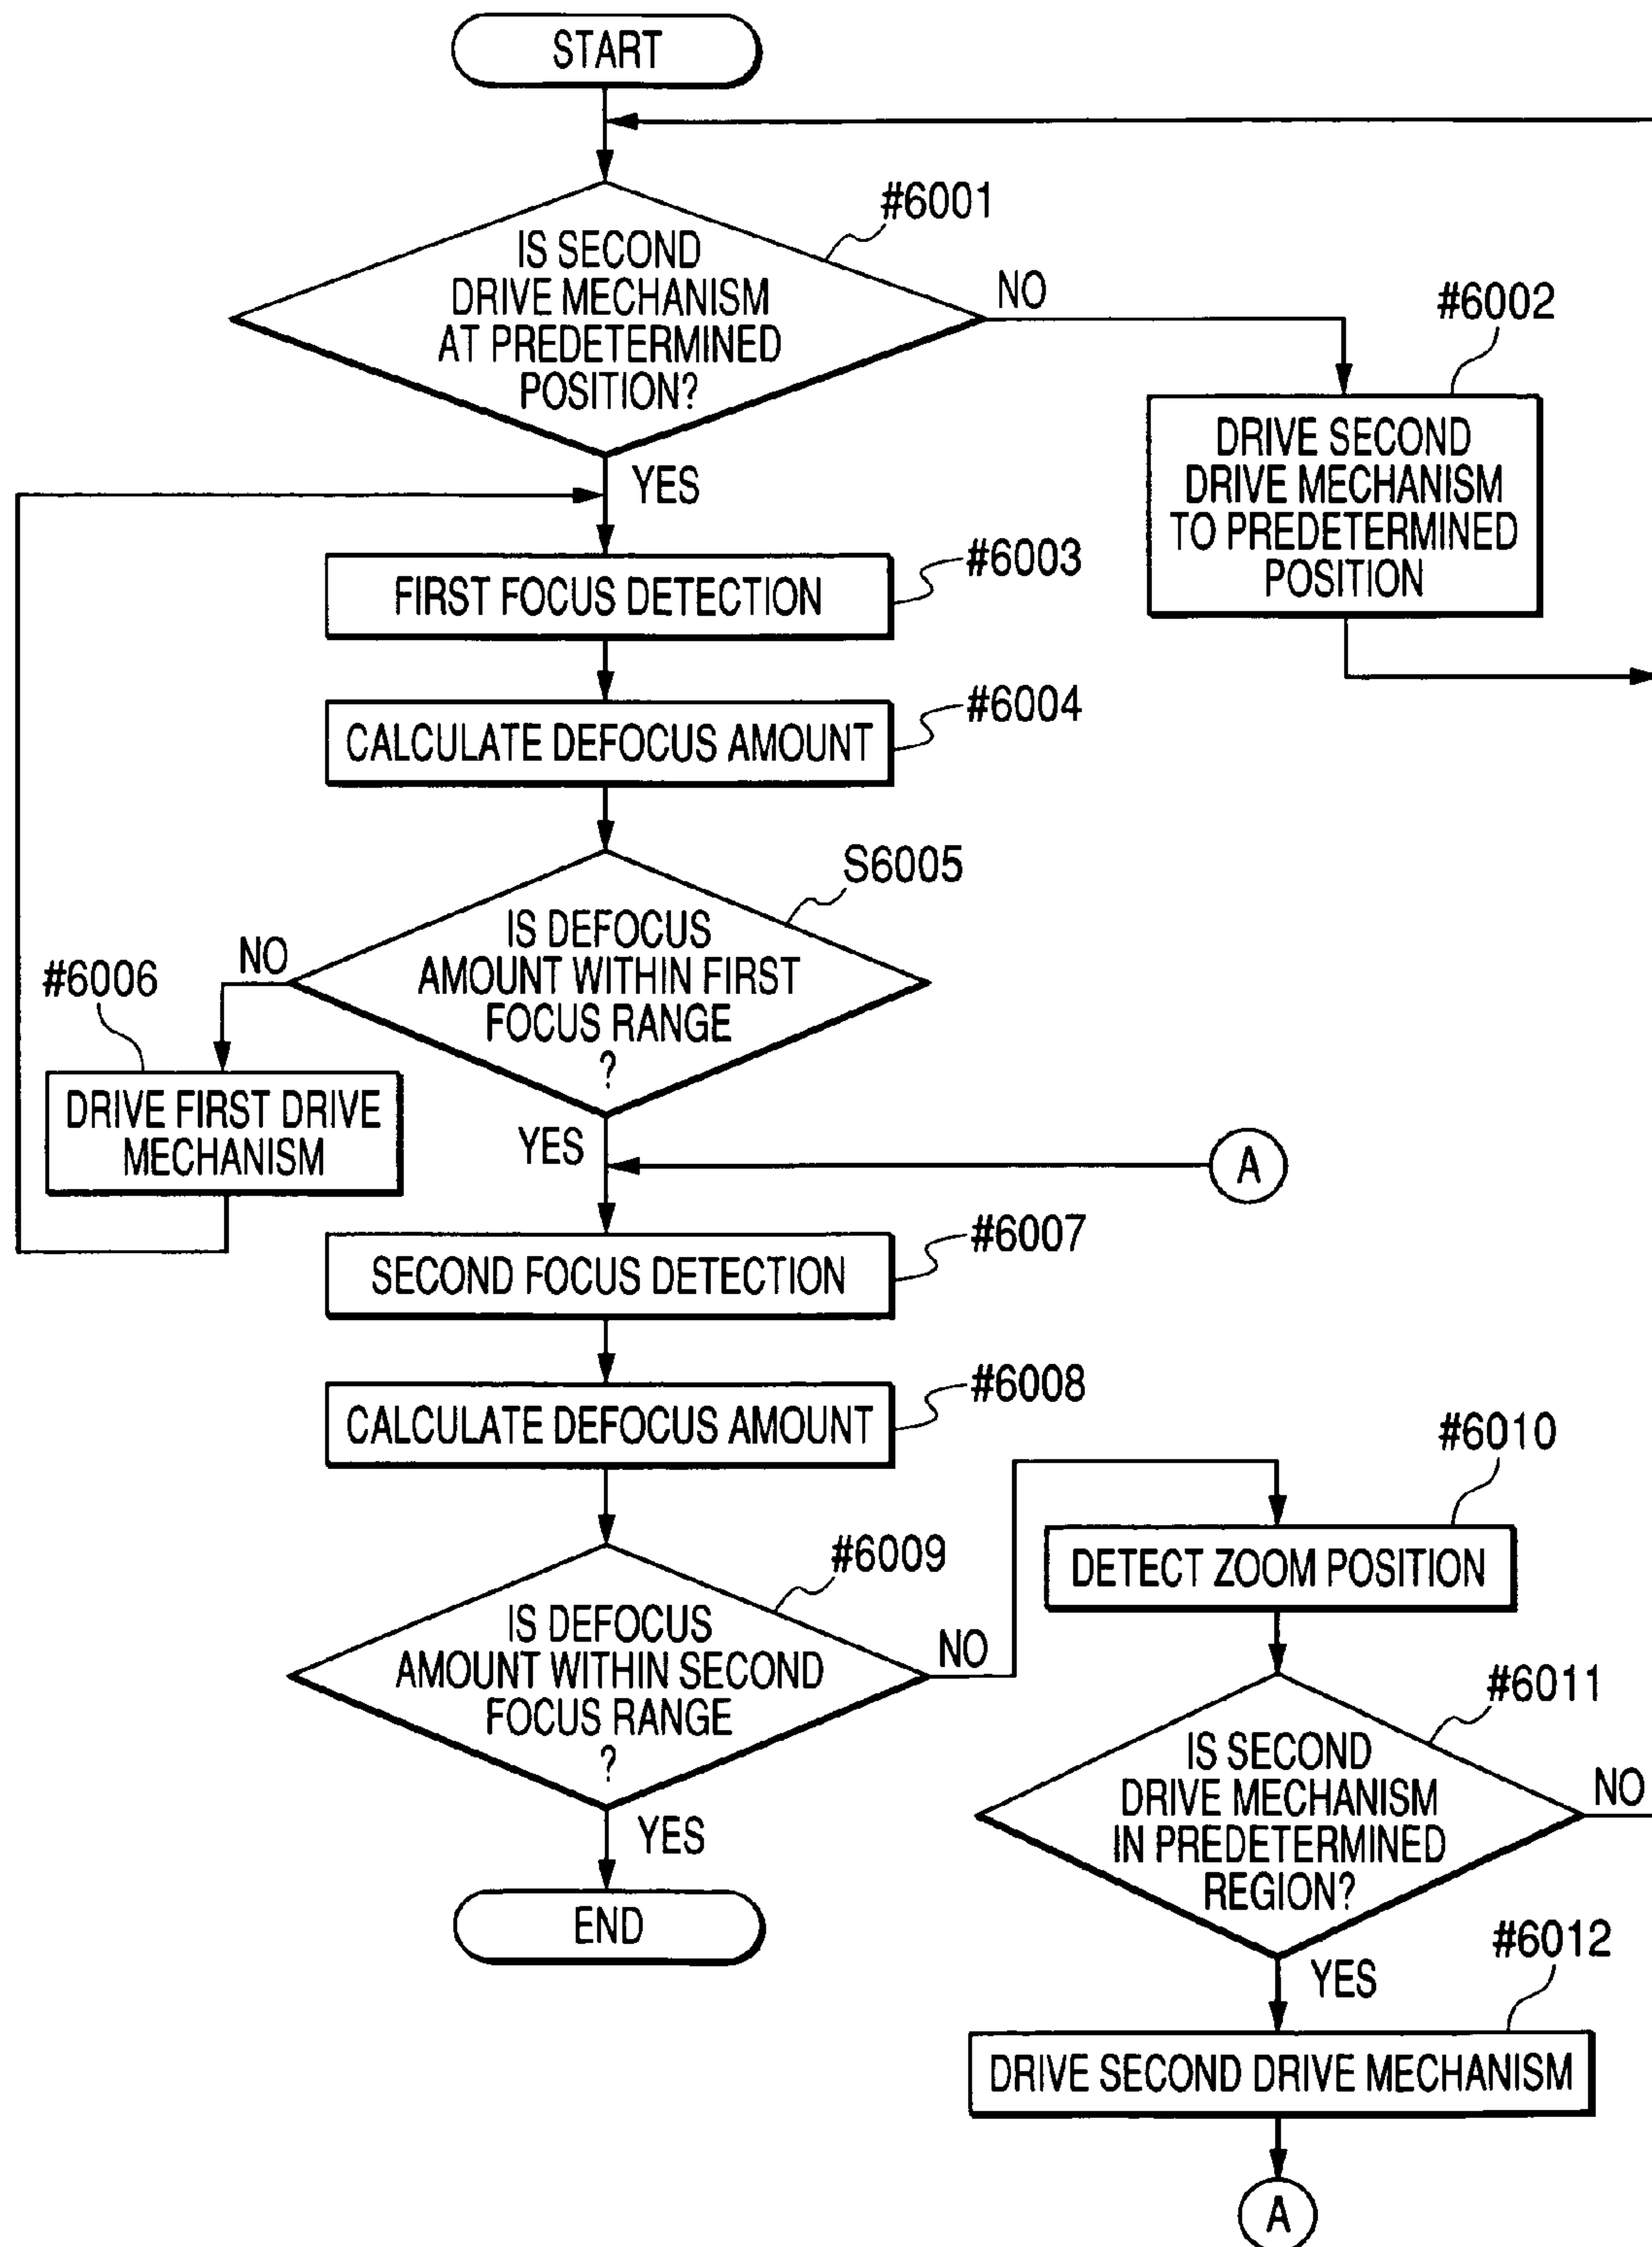 START
#6001
IS SECOND
DRIVE MECHANISM
AT PREDETERMINED
POSITION?
NO
#6002
DRIVE SECOND
DRIVE MECHANISM
TO PREDETERMINED
POSITION
YES
#6003
FIRST FOCUS DETECTION
#6004
CALCULATE DEFOCUS AMOUNT
S6005
IS DEFOCUS
AMOUNT WITHIN FIRST
FOCUS RANGE
?
NO
#6006
DRIVE FIRST DRIVE
MECHANISM
YES
A
#6007
SECOND FOCUS DETECTION
#6008
CALCULATE DEFOCUS AMOUNT
#6009
IS DEFOCUS
AMOUNT WITHIN SECOND
FOCUS RANGE
?
NO
YES
END
#6010
DETECT ZOOM POSITION
#6011
IS SECOND
DRIVE MECHANISM
IN PREDETERMINED
REGION?
NO
YES
#6012
DRIVE SECOND DRIVE MECHANISM
A